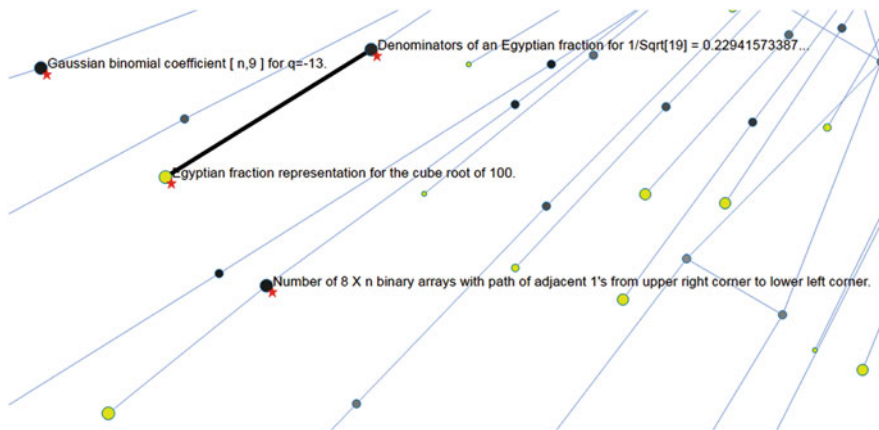 Denominators of an Egyptian fraction for 1/Sqrt[19] = 0.22941573387...
Gaussian binomial coefficient [ n,9 ] for q=-13.
Egyptian fraction representation for the cube root of 100.
Number of 8 X n binary arrays with path of adjacent 1's from upper right corner to lower left corner.